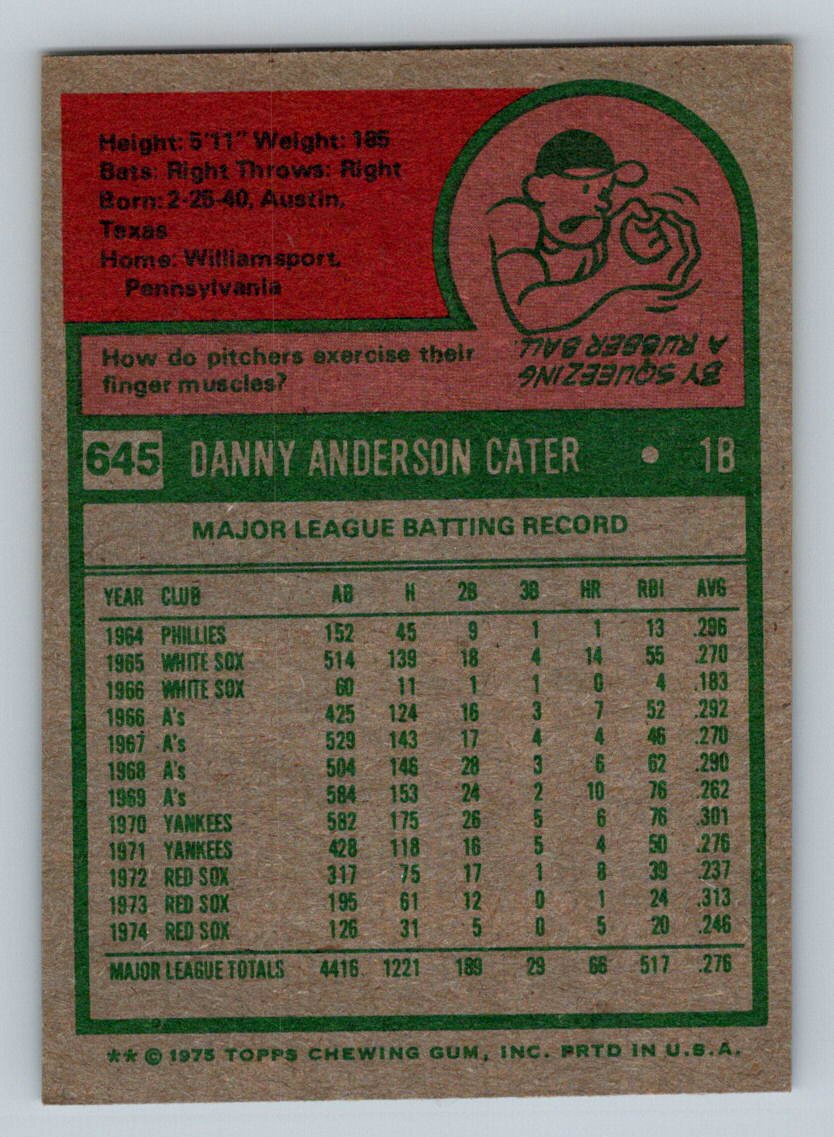 Height: 5'11" Weight: 185
Bats: Right Throws: Right
Born: 2-25-40, Austin,
Texas
Home: Williamsport,
Pennsylvania
How do pitchers exercise their
finger muscles?
BY SQUEEZING
A RUBBER BALL.
645 DANNY ANDERSON CATER • 1B
MAJOR LEAGUE BATTING RECORD
YEAR CLUB AB H 2B 3B HR RBI AVG
1964 PHILLIES 152 45 9 1 1 13 .296
1965 WHITE SOX 514 139 18 4 14 55 .270
1966 WHITE SOX 60 11 1 1 0 4 .183
1966 A's 425 124 16 3 7 52 .292
1967 A's 529 143 17 4 4 46 .270
1968 A's 504 146 28 3 6 62 .290
1969 A's 584 153 24 2 10 76 .262
1970 YANKEES 582 175 26 5 6 76 .301
1971 YANKEES 428 118 16 5 4 50 .276
1972 RED SOX 317 75 17 1 8 39 .237
1973 RED SOX 195 61 12 0 1 24 .313
1974 RED SOX 126 31 5 0 5 20 .246
MAJOR LEAGUE TOTALS 4416 1221 189 29 66 517 .276
** © 1975 TOPPS CHEWING GUM, INC. PRTD IN U.S.A.